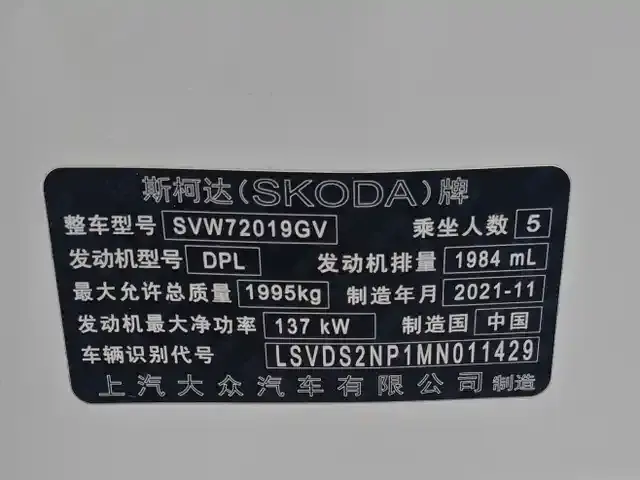 斯柯达(SKODA)牌
整车型号 SVW72019GV 乘坐人数 5
发动机型号 DPL 发动机排量 1984 mL
最大允许总质量 1995kg 制造年月 2021-11
发动机最大净功率 137 kW 制造国 中国
车辆识别代号 LSVDS2NP1MN011429
上汽大众汽车有限公司制造